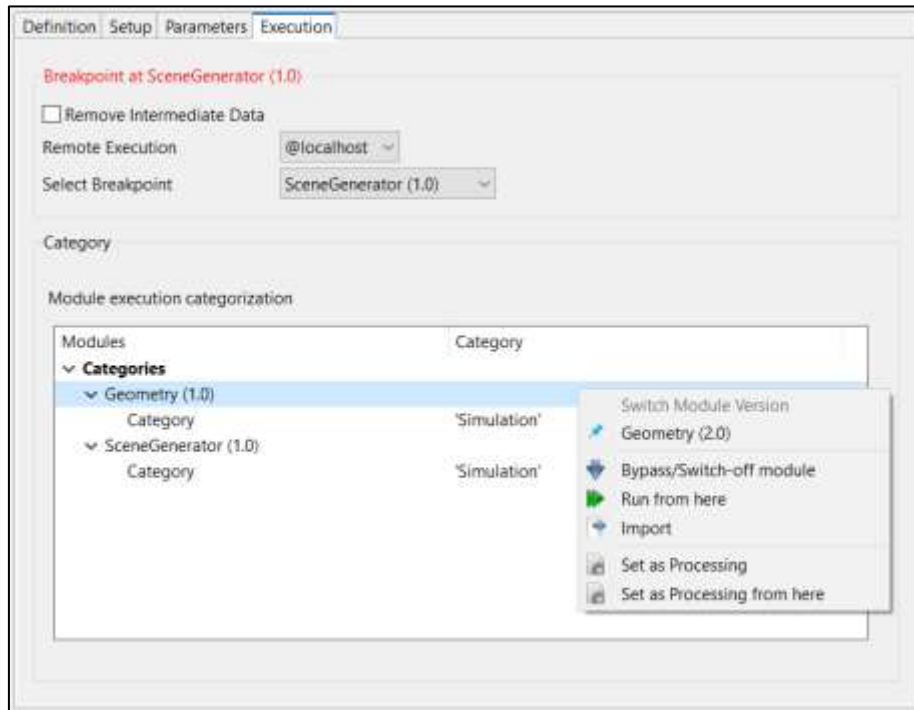 Definition Setup Parameters Execution
Breakpoint at SceneGenerator (1.0)
Remove Intermediate Data
Remote Execution @localhost
Select Breakpoint SceneGenerator (1.0)
Category
Module execution categorization
Modules Category
Categories
Geometry (1.0)
Category 'Simulation'
SceneGenerator (1.0)
Category 'Simulation'
Switch Module Version
Geometry (2.0)
Bypass/Switch-off module
Run from here
Import
Set as Processing
Set as Processing from here